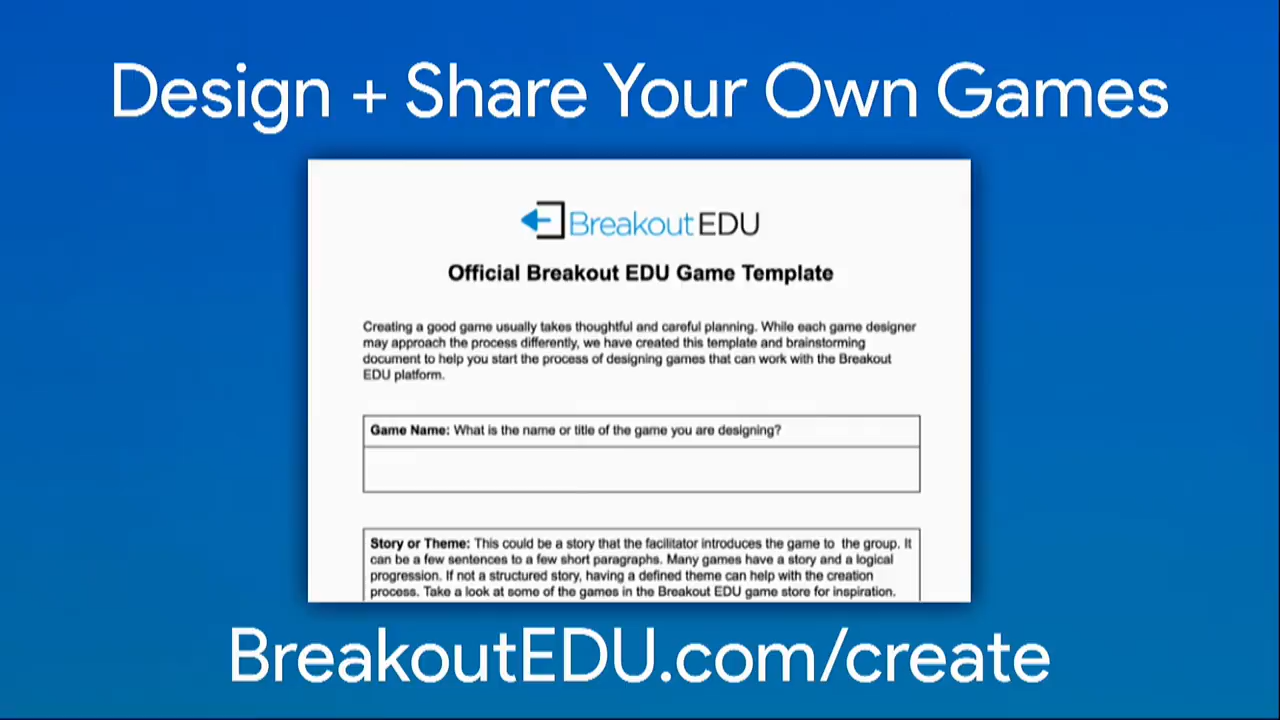 Design + Share Your Own Games
Breakout EDU
Official Breakout EDU Game Template
Creating a good game usually takes thoughtful and careful planning. While each game designer
may approach the process differently, we have created this template and brainstorming
document to help you start the process of designing games that can work with the Breakout
EDU platform.
Game Name: What is the name or title of the game you are designing?
Story or Theme: This could be a story that the facilitator introduces the game to the group. It
can be a few sentences to a few short paragraphs. Many games have a story and a logical
progression. If not a structured story, having a defined theme can help with the creation
process. Take a look at some of the games in the Breakout EDU game store for inspiration.
BreakoutEDU.com/create